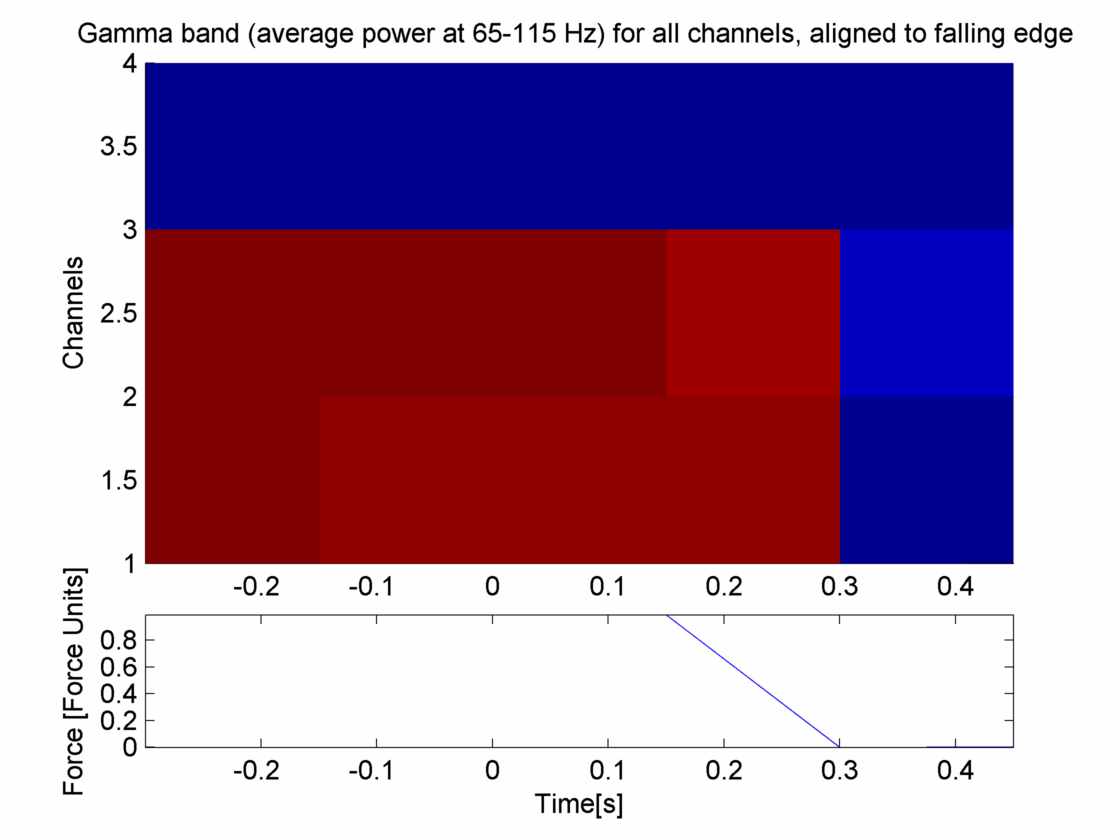 Gamma band (average power at 65-115 Hz) for all channels, aligned to falling edge
4
3.5
3
2.5
2
1.5
1
Channels
-0.2 -0.1 0 0.1 0.2 0.3 0.4
0.8
0.6
0.4
0.2
0
Force [Force Units]
-0.2 -0.1 0 0.1 0.2 0.3 0.4
Time[s]